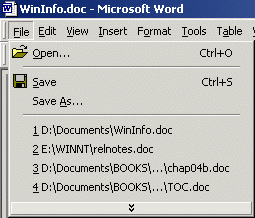 WinInfo.doc - Microsoft Word
File Edit View Insert Format Tools Table
Open... Ctrl+O
Save Ctrl+S
Save As...
1 D:\Documents\WinInfo.doc
2 E:\WINNT\relnotes.doc
3 D:\Documents\BOOKS\...\chap04b.doc
4 D:\Documents\BOOKS\...\TOC.doc